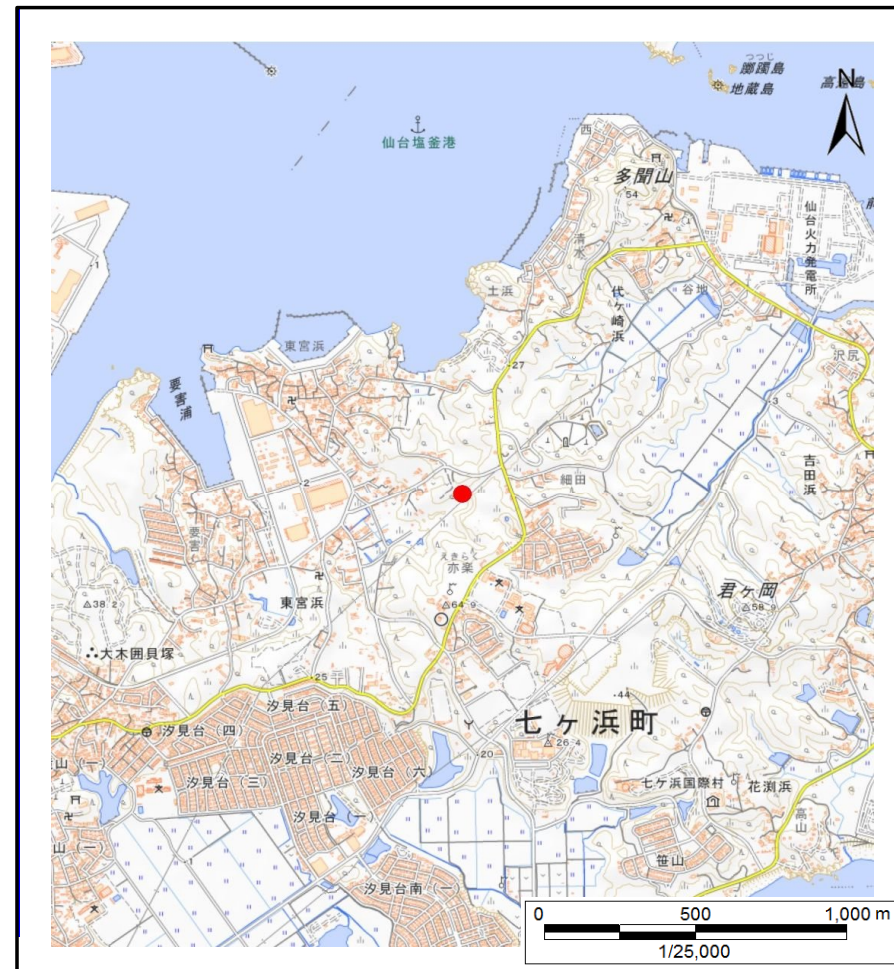 つつじ
躑躅島
地蔵島
N
仙台塩釜港
西
多聞山
54
仙台火力発電所
清水
土浜
代ヶ崎浜
谷地
1
東宮浜
27
沢尻
要害浦
3
2
細田
吉田浜
要害
えきらく
亦楽
君ヶ岡
38.2
東宮浜
64.9
58.9
大木囲貝塚
25
44
汐見台(五)
汐見台(四)
七ヶ浜町
汐見台(二)
26.4
20
汐見台(三)
汐見台(六)
七ヶ浜国際村
花渕浜
山(一)
汐見台(一)
高山
山(一)
1
笹山
汐見台南(一)
0 500 1,000 m
1/25,000